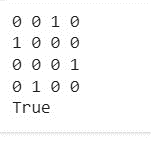 0 0 1 0
1 0 0 0
0 0 0 1
0 1 0 0
True